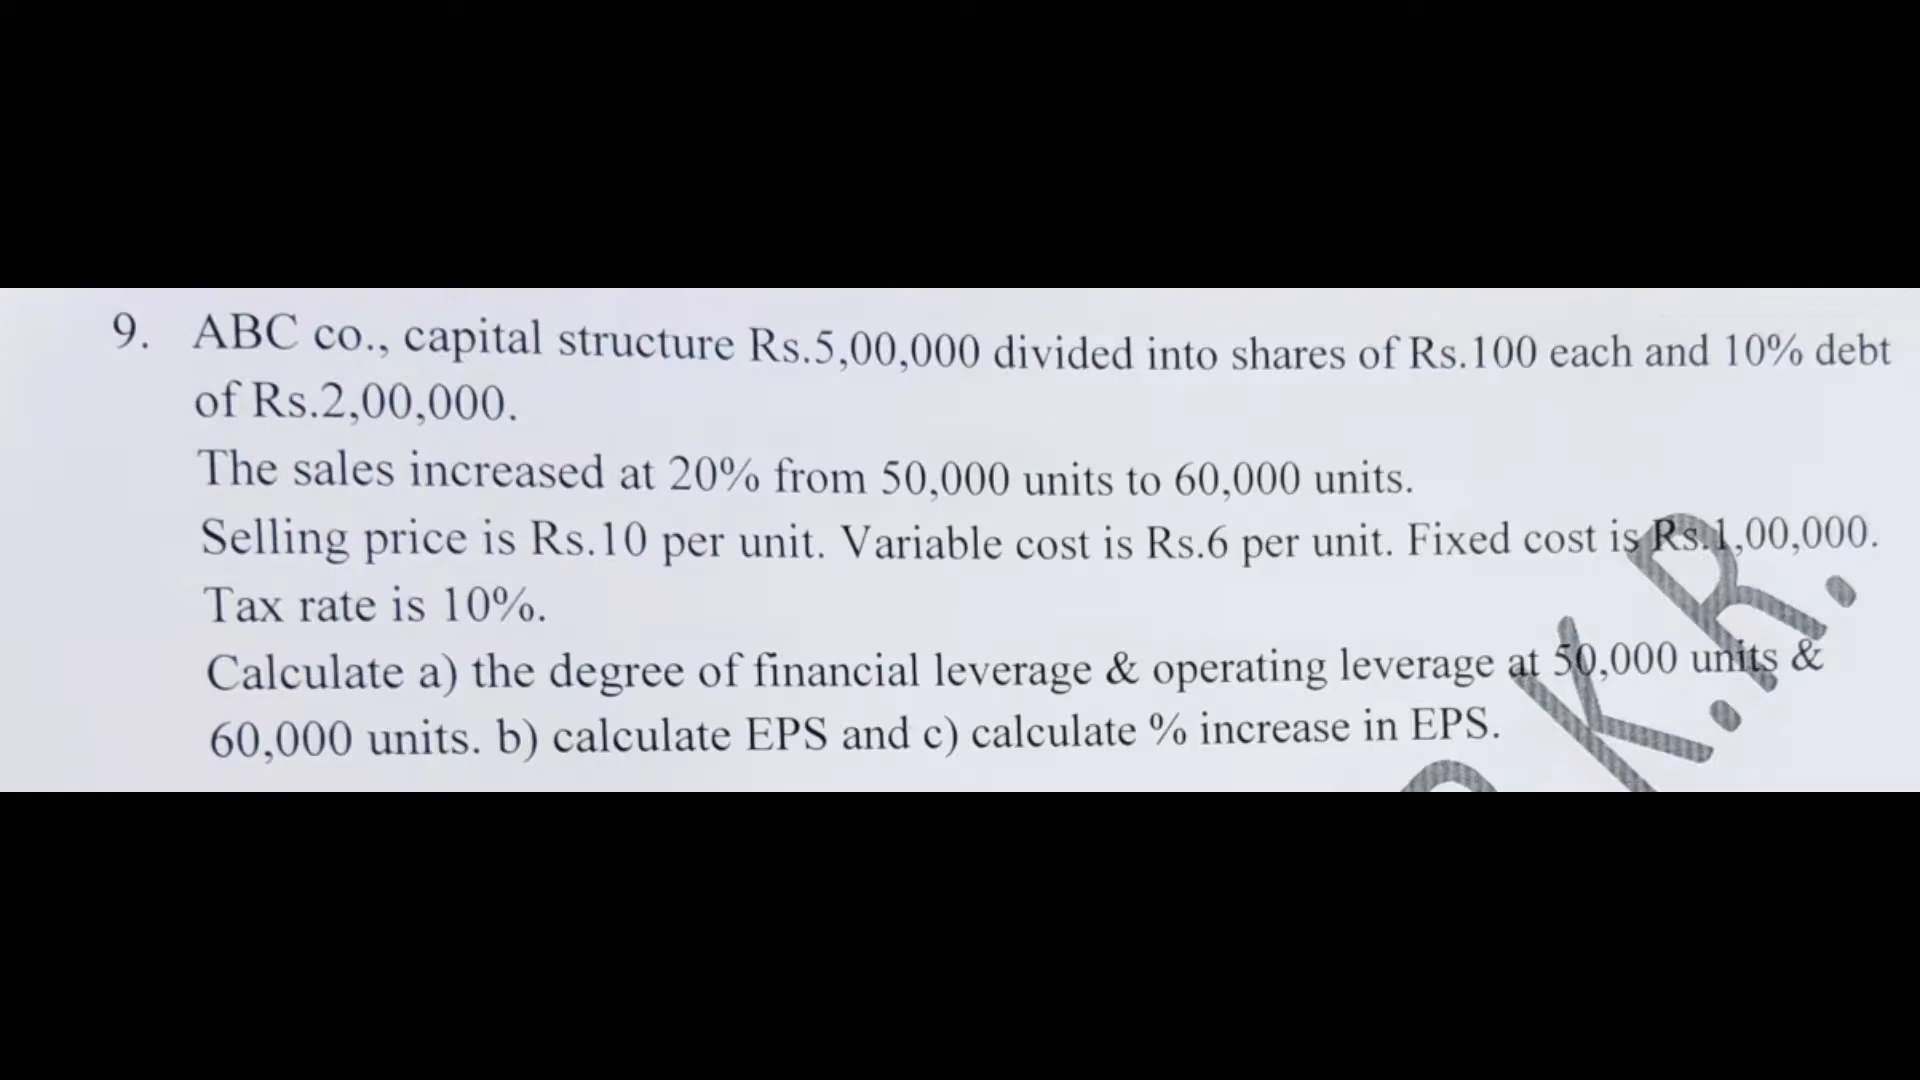 9. ABC co., capital structure Rs.5,00,000 divided into shares of Rs.100 each and 10% debt
of Rs.2,00,000.
The sales increased at 20% from 50,000 units to 60,000 units.
Selling price is Rs.10 per unit. Variable cost is Rs.6 per unit. Fixed cost is Rs.1,00,000.
Tax rate is 10%.
Calculate a) the degree of financial leverage & operating leverage at 50,000 units &
60,000 units. b) calculate EPS and c) calculate % increase in EPS.
K.R.